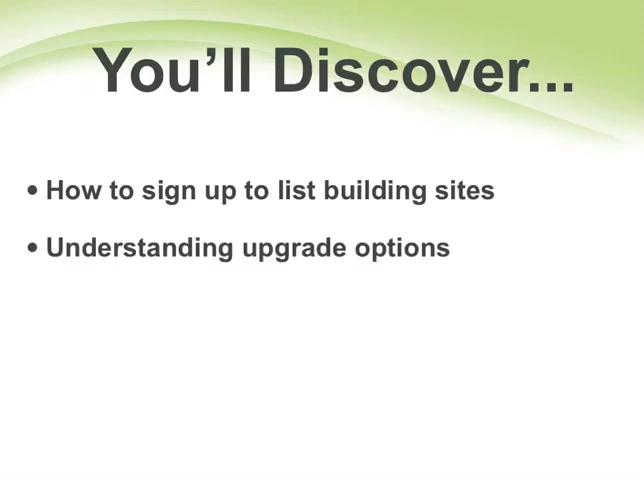 You’ll Discover...
• How to sign up to list building sites
• Understanding upgrade options